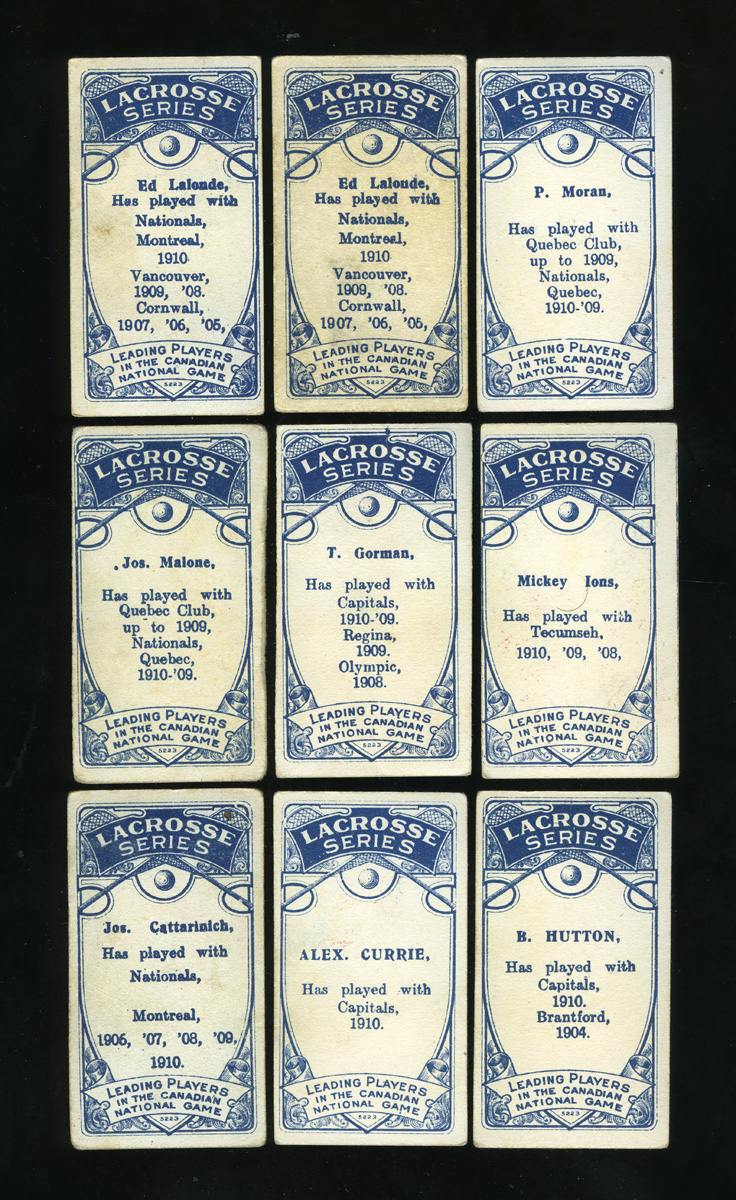 LACROSSE
SERIES
Ed Lalonde,
Has played with
Nationals,
Montreal,
1910
Vancouver,
1909, '08.
Cornwall,
1907, '06, '05,
LEADING PLAYERS
IN THE CANADIAN
NATIONAL GAME
5223
LACROSSE
SERIES
Ed Lalonde,
Has played with
Nationals,
Montreal,
1910
Vancouver,
1909, '08.
Cornwall,
1907, '06, '05,
LEADING PLAYERS
IN THE CANADIAN
NATIONAL GAME
5223
LACROSSE
SERIES
P. Moran,
Has played with
Quebec Club,
up to 1909,
Nationals,
Quebec,
1910-'09.
LEADING PLAYERS
IN THE CANADIAN
NATIONAL GAME
5223
LACROSSE
SERIES
Jos. Malone,
Has played with
Quebec Club,
up to 1909,
Nationals,
Quebec,
1910-'09.
LEADING PLAYERS
IN THE CANADIAN
NATIONAL GAME
5223
LACROSSE
SERIES
T. Gorman,
Has played with
Capitals,
1910-'09.
Regina,
1909.
Olympic,
1908.
LEADING PLAYERS
IN THE CANADIAN
NATIONAL GAME
5223
LACROSSE
SERIES
Mickey Ions,
Has played with
Tecumseh,
1910, '09, '08,
LEADING PLAYERS
IN THE CANADIAN
NATIONAL GAME
5223
LACROSSE
SERIES
Jos. Cattarinich,
Has played with
Nationals,
Montreal,
1906, '07, '08, '09,
1910.
LEADING PLAYERS
IN THE CANADIAN
NATIONAL GAME
5223
LACROSSE
SERIES
ALEX. CURRIE,
Has played with
Capitals,
1910.
LEADING PLAYERS
IN THE CANADIAN
NATIONAL GAME
5223
LACROSSE
SERIES
B. HUTTON,
Has played with
Capitals,
1910.
Brantford,
1904.
LEADING PLAYERS
IN THE CANADIAN
NATIONAL GAME
5223